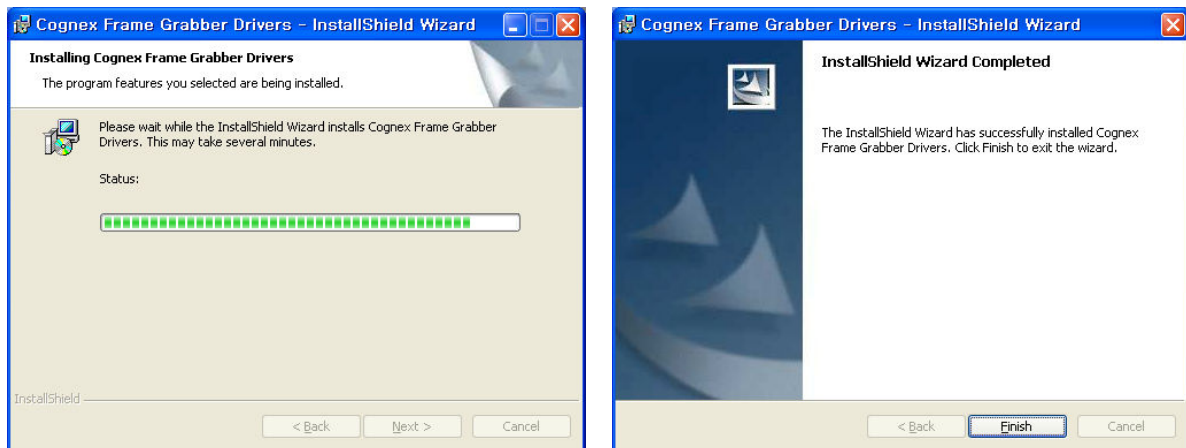 Cognex Frame Grabber Drivers - InstallShield Wizard
Installing Cognex Frame Grabber Drivers
The program features you selected are being installed.
Please wait while the InstallShield Wizard installs Cognex Frame Grabber
Drivers. This may take several minutes.
Status:
InstallShield
< Back
Next >
Cancel
Cognex Frame Grabber Drivers - InstallShield Wizard
InstallShield Wizard Completed
The InstallShield Wizard has successfully installed Cognex
Frame Grabber Drivers. Click Finish to exit the wizard.
< Back
Finish
Cancel